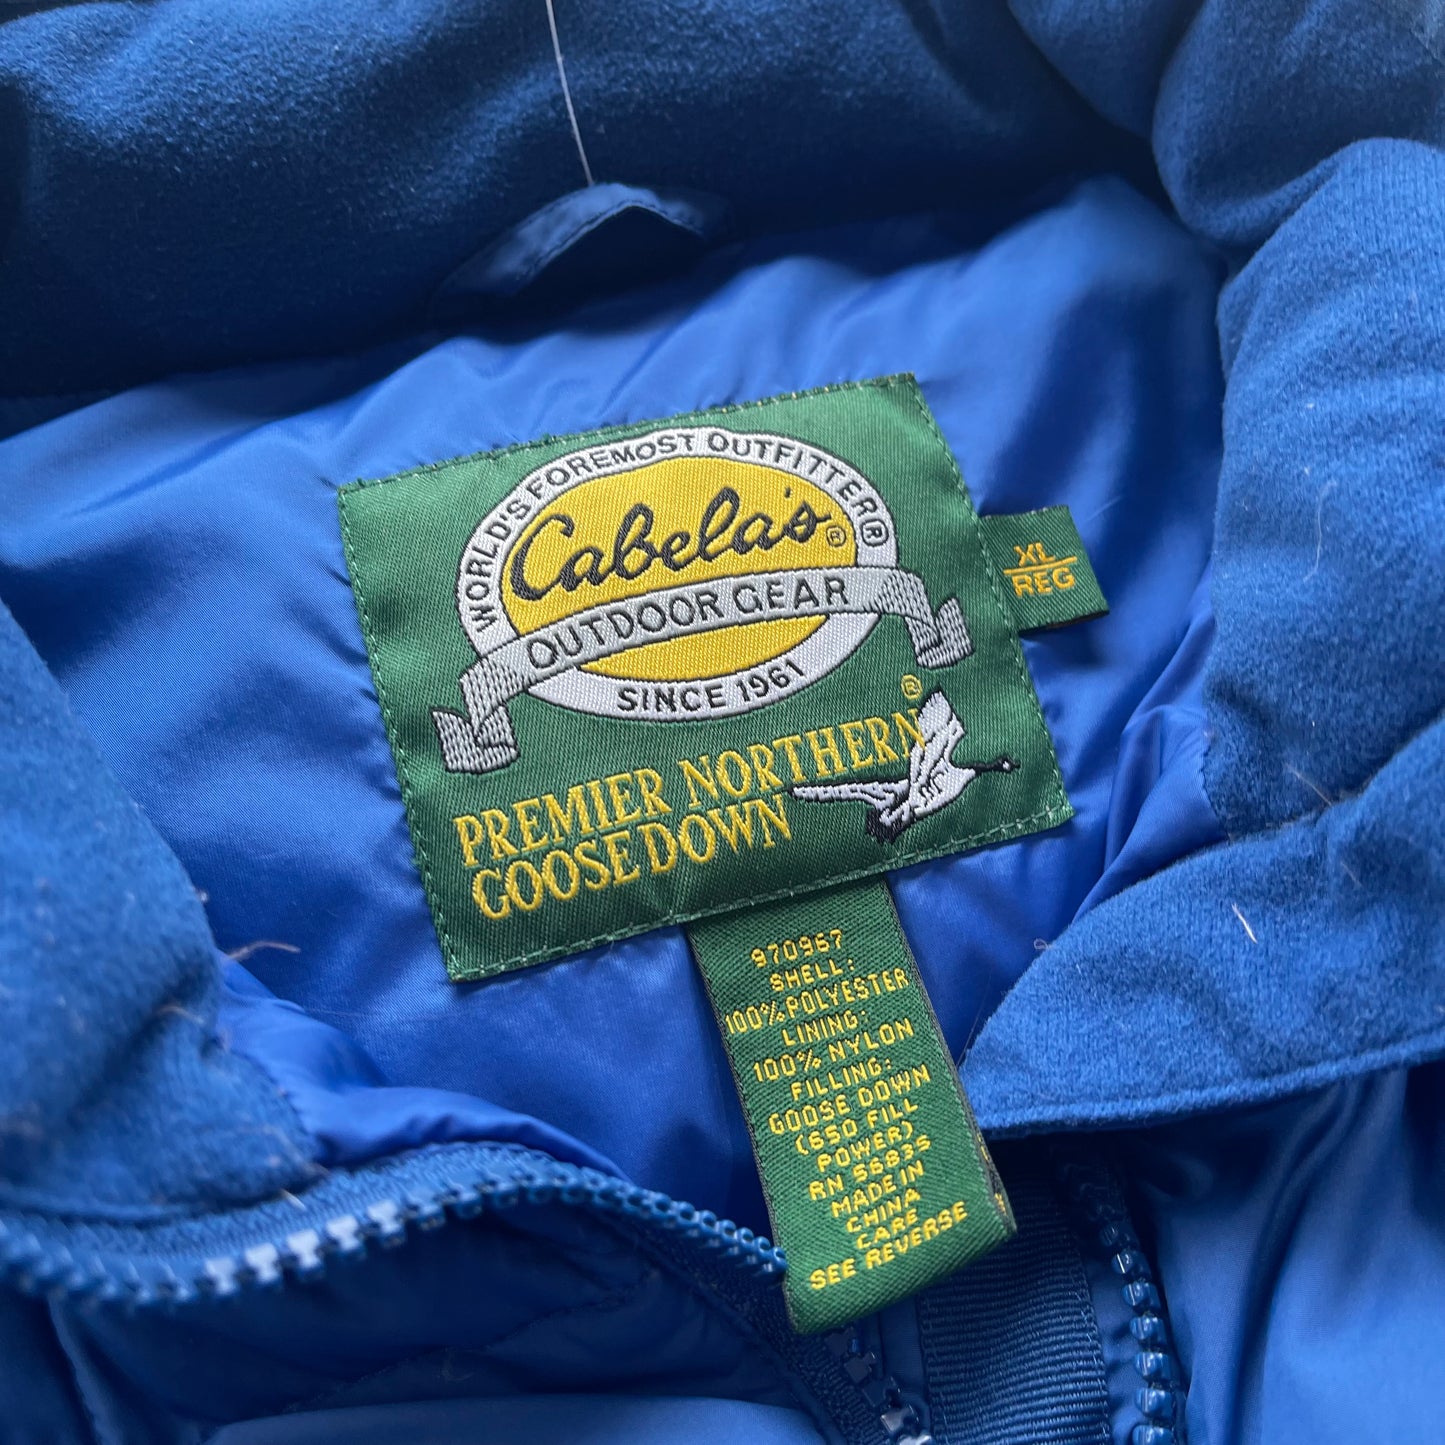 WORLD'S FOREMOST OUTFITTER®
Cabela's®
OUTDOOR GEAR
SINCE 1961
PREMIER NORTHERN®
GOOSE DOWN
XL
REG
970967
SHELL:
100% POLYESTER
LINING:
100% NYLON
FILLING:
GOOSE DOWN
(650 FILL
POWER)
RN 56835
MADE IN
CHINA
CARE
SEE REVERSE